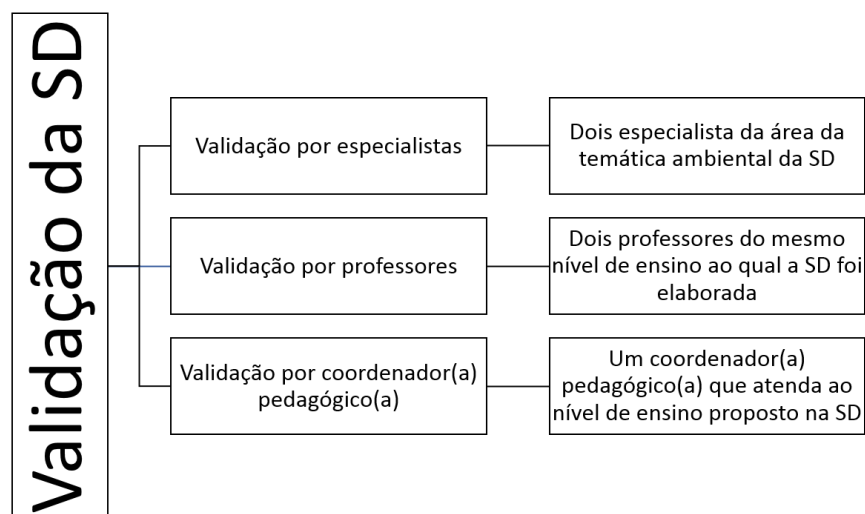 Validação da SD
Validação por especialistas
Dois especialista da área da
temática ambiental da SD
Validação por professores
Dois professores do mesmo
nível de ensino ao qual a SD foi
elaborada
Validação por coordenador(a)
pedagógico(a)
Um coordenador(a)
pedagógico(a) que atenda ao
nível de ensino proposto na SD